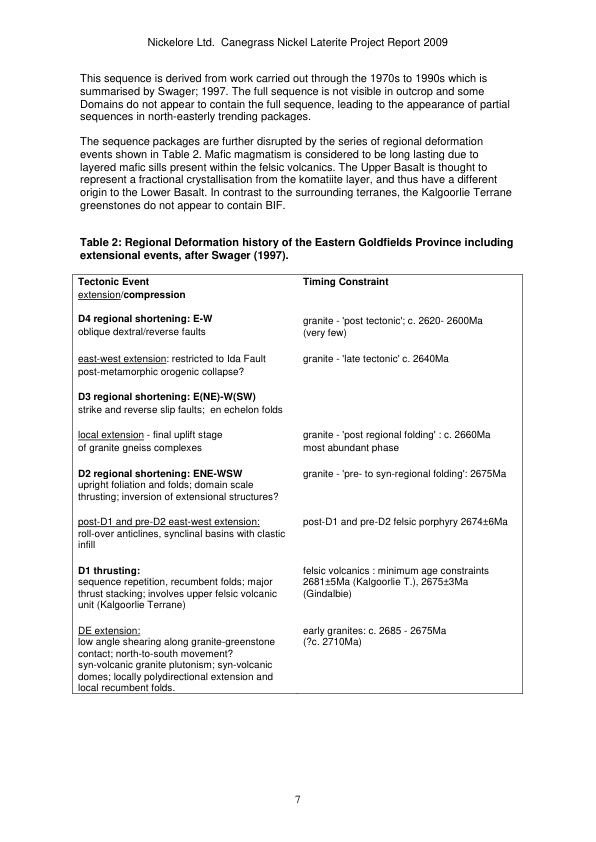 Nickelore Ltd.  Canegrass Nickel Laterite Project Report 2009
This sequence is derived from work carried out through the 1970s to 1990s which is
summarised by Swager; 1997. The full sequence is not visible in outcrop and some
Domains do not appear to contain the full sequence, leading to the appearance of partial
sequences in north-easterly trending packages.
The sequence packages are further disrupted by the series of regional deformation
events shown in Table 2. Mafic magmatism is considered to be long lasting due to
layered mafic sills present within the felsic volcanics. The Upper Basalt is thought to
represent a fractional crystallisation from the komatiite layer, and thus have a different
origin to the Lower Basalt. In contrast to the surrounding terranes, the Kalgoorlie Terrane
greenstones do not appear to contain BIF.
Table 2: Regional Deformation history of the Eastern Goldfields Province including
extensional events, after Swager (1997).
Tectonic Event
extension/compression
Timing Constraint
D4 regional shortening: E-W
oblique dextral/reverse faults
granite - 'post tectonic'; c. 2620- 2600Ma
(very few)
east-west extension: restricted to Ida Fault
post-metamorphic orogenic collapse?
granite - 'late tectonic' c. 2640Ma
D3 regional shortening: E(NE)-W(SW)
strike and reverse slip faults;  en echelon folds
local extension - final uplift stage
of granite gneiss complexes
granite - 'post regional folding' : c. 2660Ma
most abundant phase
D2 regional shortening: ENE-WSW
upright foliation and folds; domain scale
thrusting; inversion of extensional structures?
granite - 'pre- to syn-regional folding': 2675Ma
post-D1 and pre-D2 east-west extension:
roll-over anticlines, synclinal basins with clastic
infill
post-D1 and pre-D2 felsic porphyry 2674±6Ma
D1 thrusting:
sequence repetition, recumbent folds; major
thrust stacking; involves upper felsic volcanic
unit (Kalgoorlie Terrane)
felsic volcanics : minimum age constraints
2681±5Ma (Kalgoorlie T.), 2675±3Ma
(Gindalbie)
DE extension:
low angle shearing along granite-greenstone
contact; north-to-south movement?
syn-volcanic granite plutonism; syn-volcanic
domes; locally polydirectional extension and
local recumbent folds.
early granites: c. 2685 - 2675Ma
(?c. 2710Ma)
7